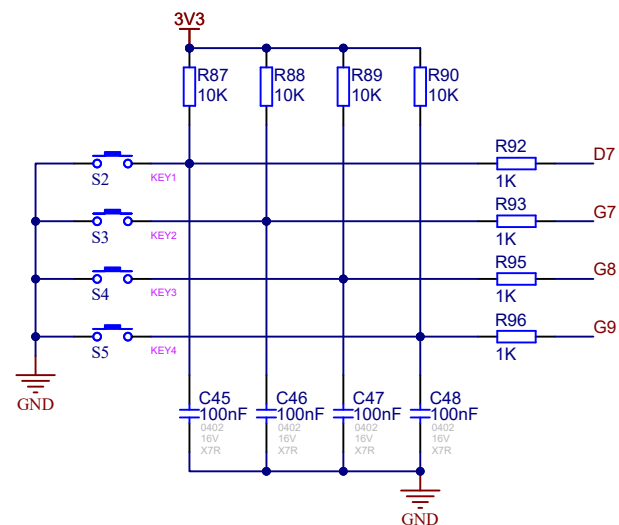 3V3
R87 R88 R89 R90
10K 10K 10K 10K
R92
D7
S2 KEY1
1K
R93
G7
S3 KEY2
1K
R95
G8
S4 KEY3
1K
R96
G9
S5 KEY4
1K
GND
C45 C46 C47 C48
100nF 100nF 100nF 100nF
0402 0402 0402 0402
16V 16V 16V 16V
X7R X7R X7R X7R
GND